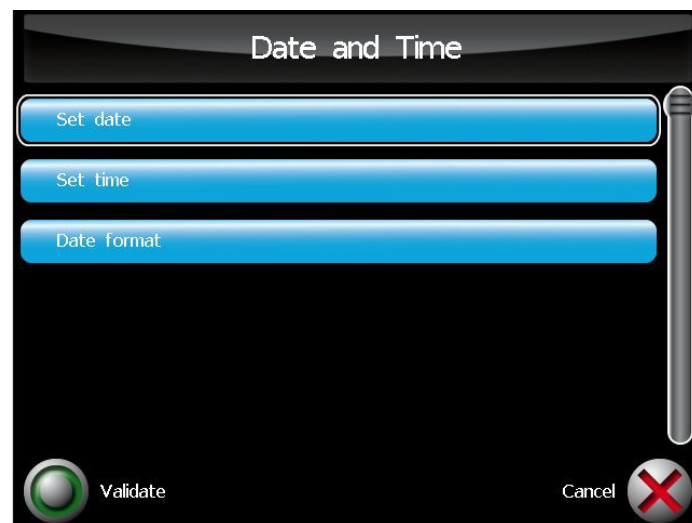 Date and Time
Set date
Set time
Date format
Validate
Cancel